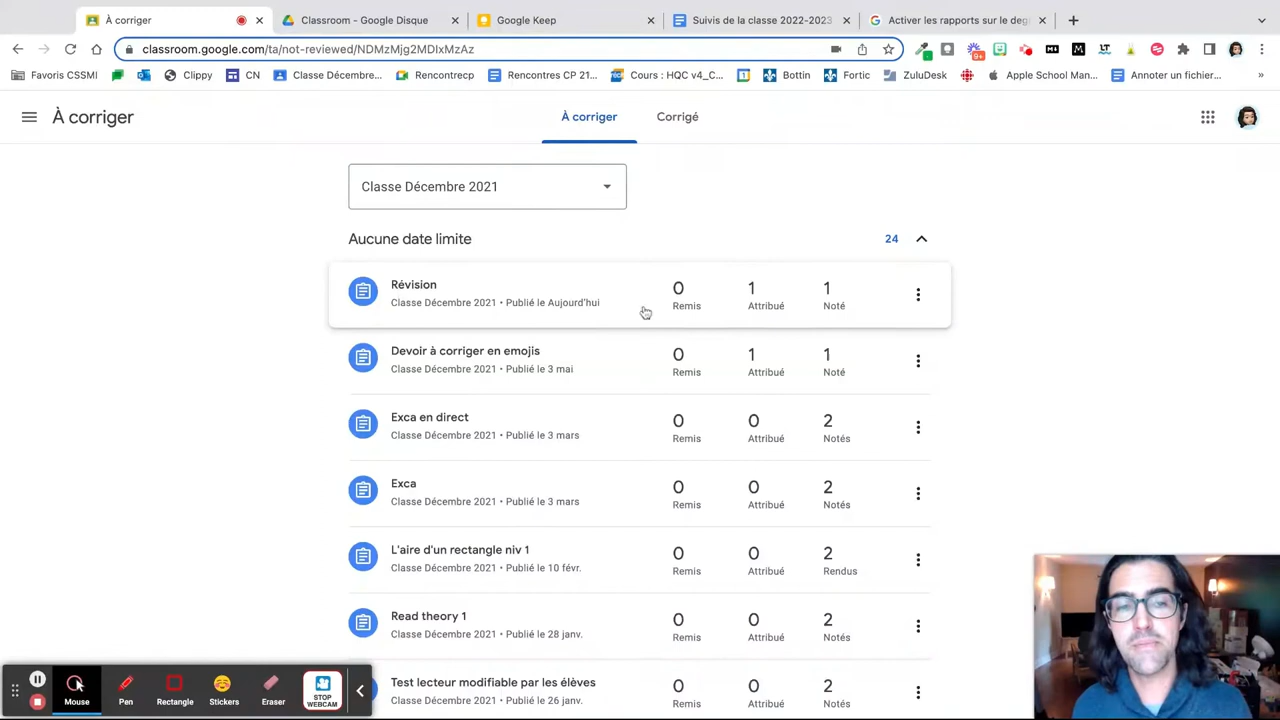 À corriger
Classroom - Google Disque
Google Keep
Suivis de la classe 2022-2023
Activer les rapports sur le deg
classroom.google.com/ta/not-reviewed/NDMzMjg2MDIxMzAz
Favoris CSSMI
Clippy
CN
Classe Décembre...
Rencontrecp
Rencontres CP 21...
Cours : HQC v4_C...
Bottin
Fortic
ZuluDesk
Apple School Man...
Annoter un fichier...
À corriger
À corriger
Corrigé
Classe Décembre 2021
Aucune date limite
24
Révision
Classe Décembre 2021 • Publié le Aujourd'hui
0 1 1
Remis Attribué Noté
Devoir à corriger en emojis
Classe Décembre 2021 • Publié le 3 mai
0 1 1
Remis Attribué Noté
Exca en direct
Classe Décembre 2021 • Publié le 3 mars
0 0 2
Remis Attribué Notés
Exca
Classe Décembre 2021 • Publié le 3 mars
0 0 2
Remis Attribué Notés
L'aire d'un rectangle niv 1
Classe Décembre 2021 • Publié le 10 févr.
0 0 2
Remis Attribué Rendus
Read theory 1
Classe Décembre 2021 • Publié le 28 janv.
0 0 2
Remis Attribué Notés
Test lecteur modifiable par les élèves
Classe Décembre 2021 • Publié le 26 janv.
0 0 2
Remis Attribué Notés
Mouse
Pen
Rectangle
Stickers
Eraser
STOP
WEBCAM